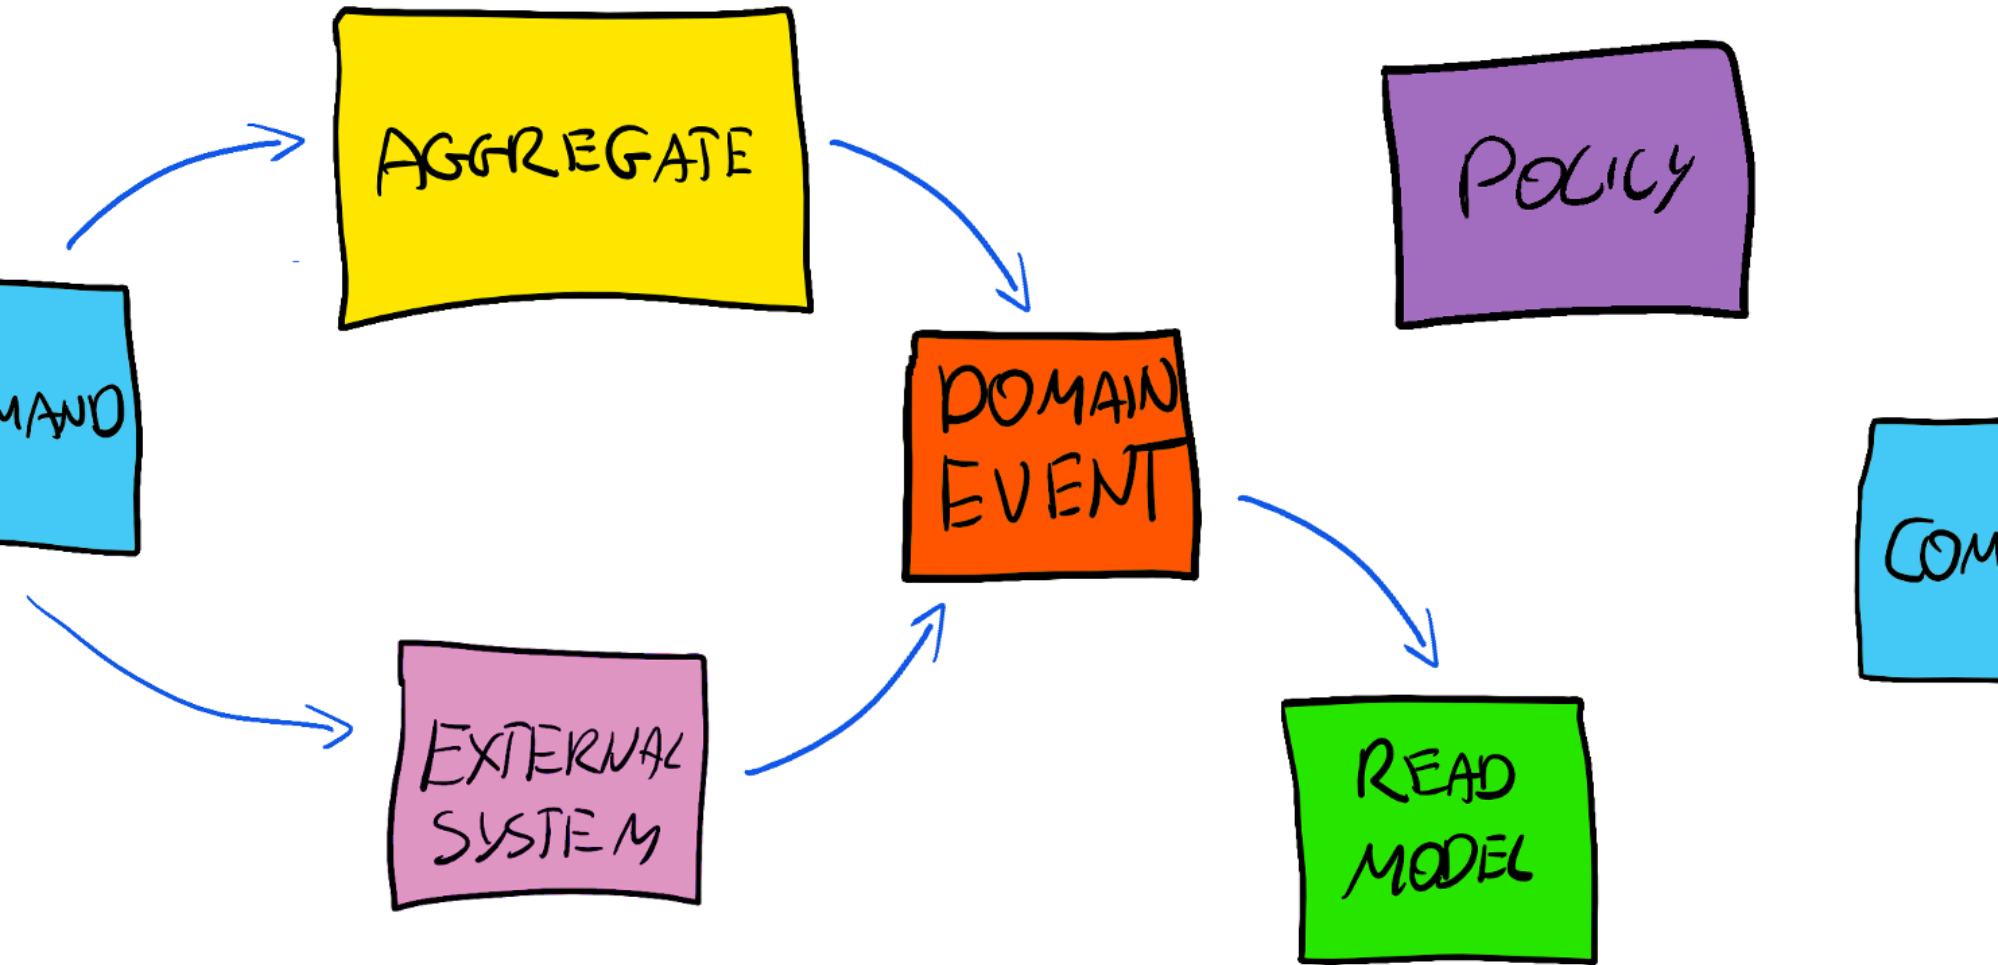 AGGREGATE
POLICY
MAND
DOMAIN
EVENT
COM
EXTERNAL
SYSTEM
READ
MODEL